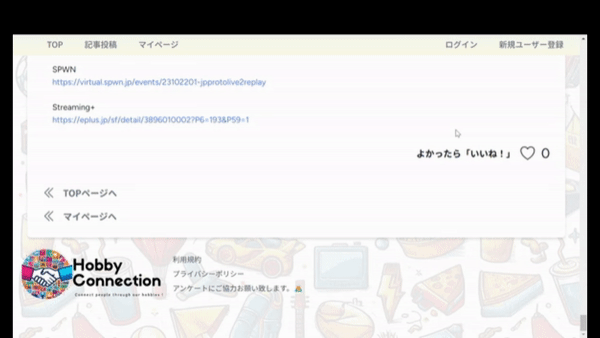 TOP 記事投稿 マイページ ログイン 新規ユーザー登録
SPWN
https://virtual.spwn.jp/events/23102201-jpprotolive2replay
Streaming+
https://eplus.jp/sf/detail/3896010002?P6=193&P59=1
よかったら「いいね！」 0
TOPページへ
マイページへ
Hobby
Connection
Connect people through our hobbies!
利用規約
プライバシーポリシー
アンケートにご協力お願い致します。🙇